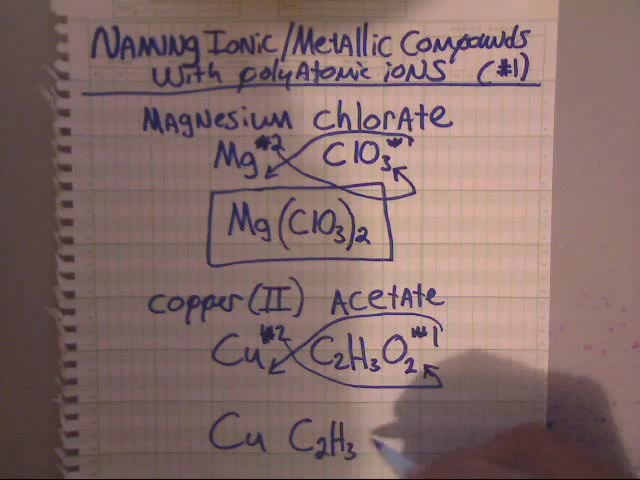 Naming Ionic/Metallic Compounds
with polyatomic ions (#1)
Magnesium Chlorate
Mg+2 ClO3-1
Mg(ClO3)2
Copper (II) Acetate
Cu+2 C2H3O2-1
Cu C2H3